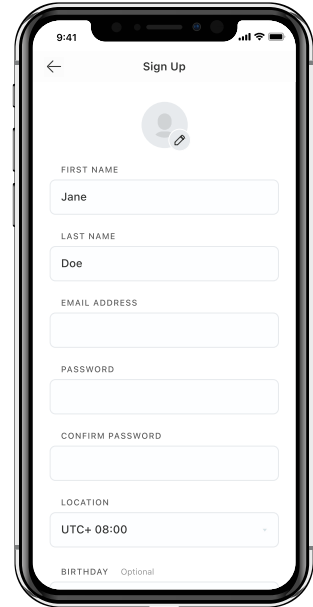 9:41
Sign Up
FIRST NAME
Jane
LAST NAME
Doe
EMAIL ADDRESS
PASSWORD
CONFIRM PASSWORD
LOCATION
UTC+ 08:00
BIRTHDAY Optional